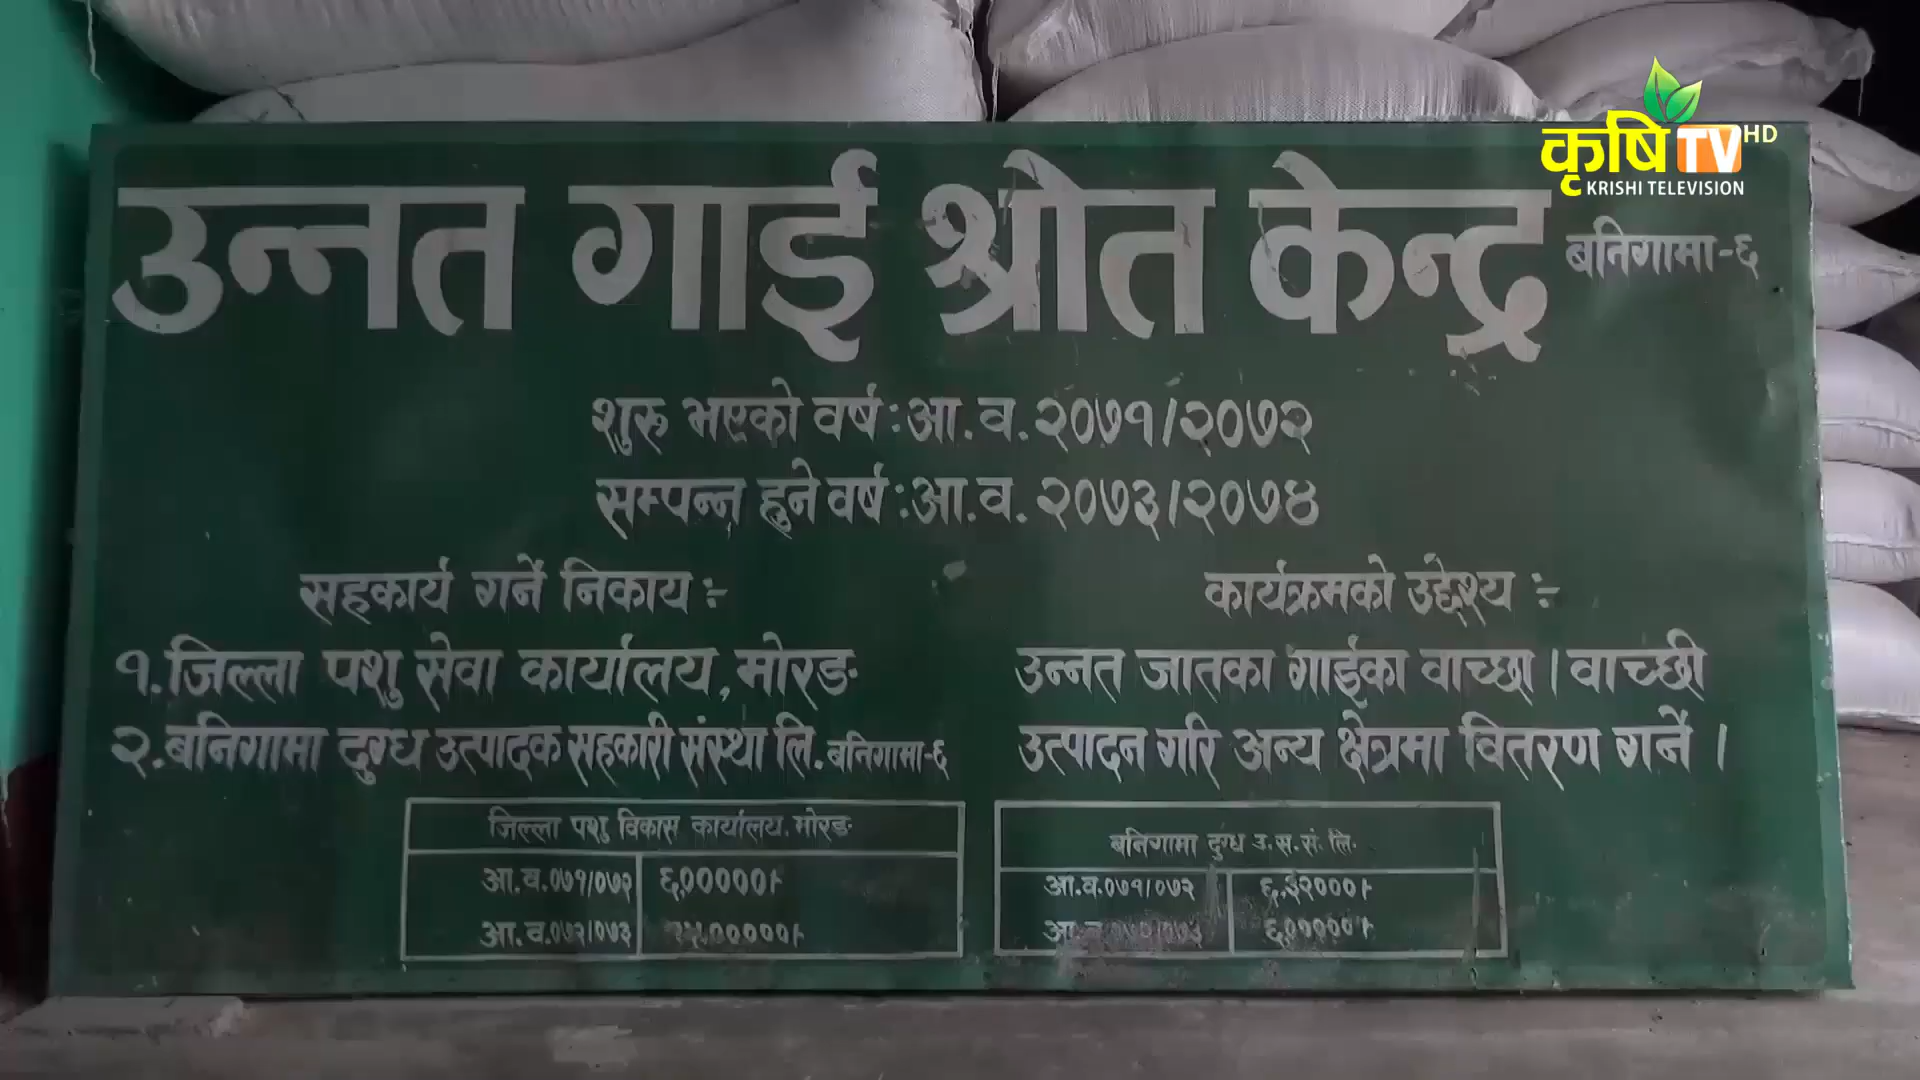 कृषि TV HD
KRISHI TELEVISION
उन्नत गाई श्रोत केन्द्र बनिगामा-६
शुरु भएको वर्ष : आ.व. २०७१/२०७२
सम्पन्न हुने वर्ष : आ.व. २०७३/२०७४
सहकार्य गर्ने निकाय :-
१. जिल्ला पशु सेवा कार्यालय, मोरङ
२. बनिगामा दुग्ध उत्पादक सहकारी संस्था लि. बनिगामा-६
कार्यक्रमको उद्देश्य :-
उन्नत जातका गाईका वाच्छा । वाच्छी
उत्पादन गरि अन्य क्षेत्रमा वितरण गर्ने ।
जिल्ला पशु विकास कार्यालय, मोरङ
आ.व.०७१/०७२ ६,०००००।-
आ.व.०७२/०७३
बनिगामा दुग्ध उ.स.सं. लि.
आ.व.०७१/०७२ ६,३२०००।-